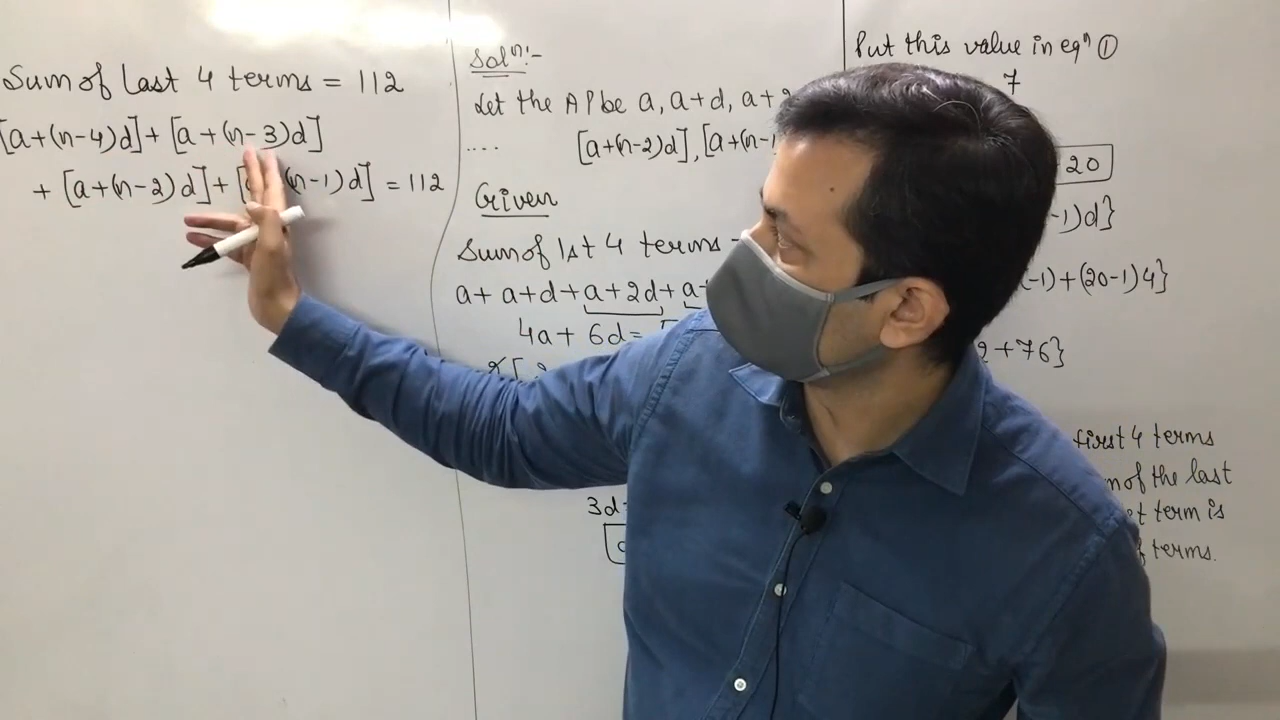 Sum of last 4 terms = 112
[a+(n-4)d] + [a+(n-3)d]
+ [a+(n-2)d] + [ (n-1)d] = 112
Solⁿ:-
Let the AP be a, a+d, a+2
.... [a+(n-2)d], [a+(n-1
Given
Sum of 1st 4 terms
a + a+d + a+2d + a+
4a + 6d =
3d
Put this value in eqⁿ ①
7
20
-1)d}
-1)+(20-1)4}
2+76}
first 4 terms
of the last
term is
terms.